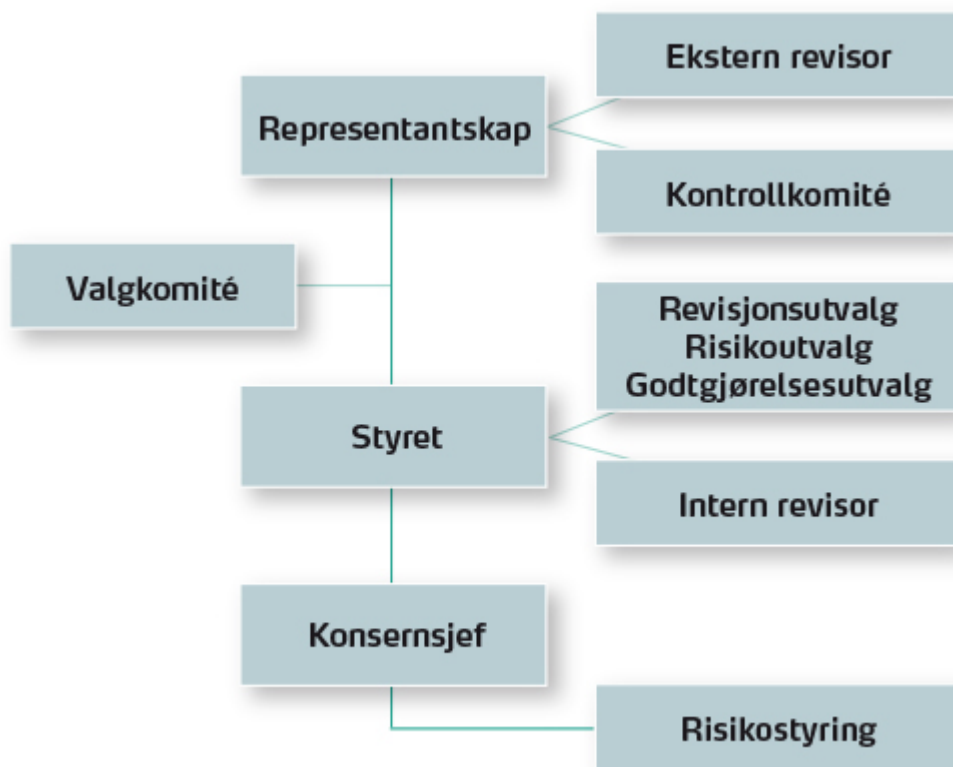 Ekstern revisor
Representantskap
Kontrollkomité
Valgkomité
Revisjonsutvalg
Risikoutvalg
Godtgjørelsesutvalg
Styret
Intern revisor
Konsernsjef
Risikostyring